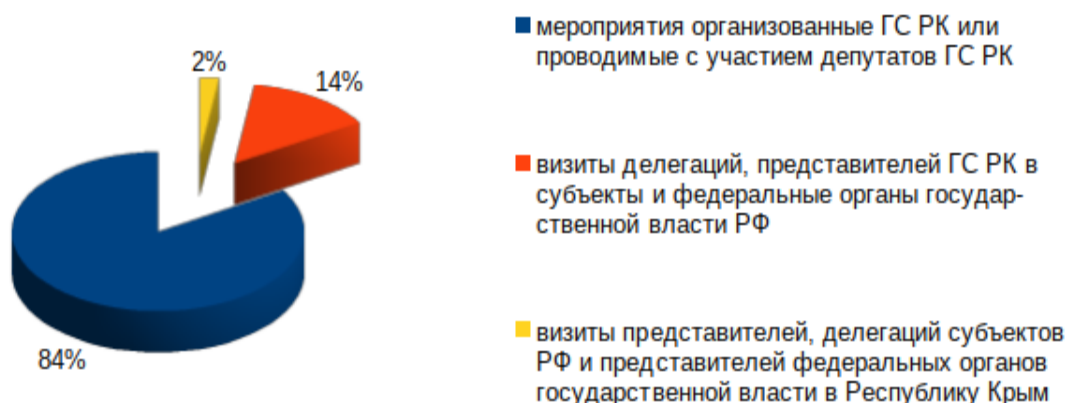 2%
14%
84%
мероприятия организованные ГС РК или
проводимые с участием депутатов ГС РК
визиты делегаций, представителей ГС РК в
субъекты и федеральные органы государ-
ственной власти РФ
визиты представителей, делегаций субъектов
РФ и представителей федеральных органов
государственной власти в Республику Крым